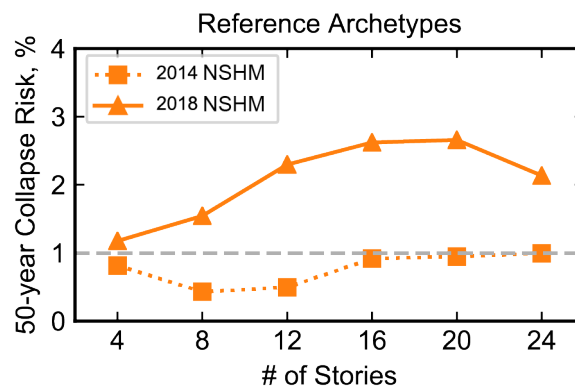 Reference Archetypes
50-year Collapse Risk, %
4
3
2
1
0
2014 NSHM
2018 NSHM
4 8 12 16 20 24
# of Stories